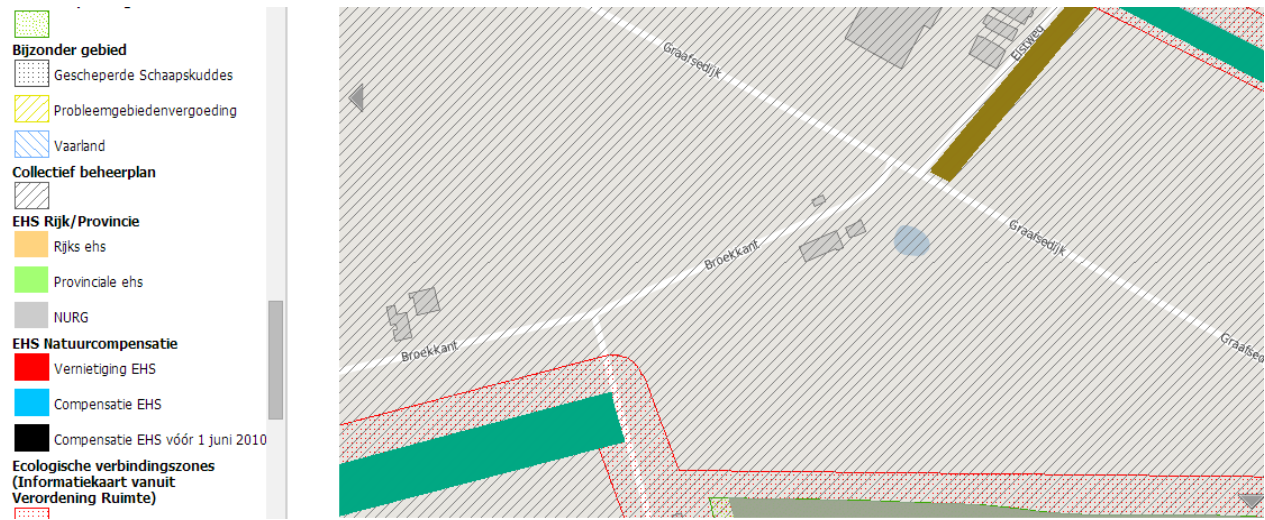 Bijzonder gebied
Gescheperde Schaapskuddes
Probleemgebiedenvergoeding
Vaarland
Collectief beheerplan
EHS Rijk/Provincie
Rijks ehs
Provinciale ehs
NURG
EHS Natuurcompensatie
Vernietiging EHS
Compensatie EHS
Compensatie EHS vóór 1 juni 2010
Ecologische verbindingszones
(Informatiekaart vanuit
Verordening Ruimte)
Graafsedijk
Elstweg
Graafsedijk
Broekkant
Graafsed
Broekkant